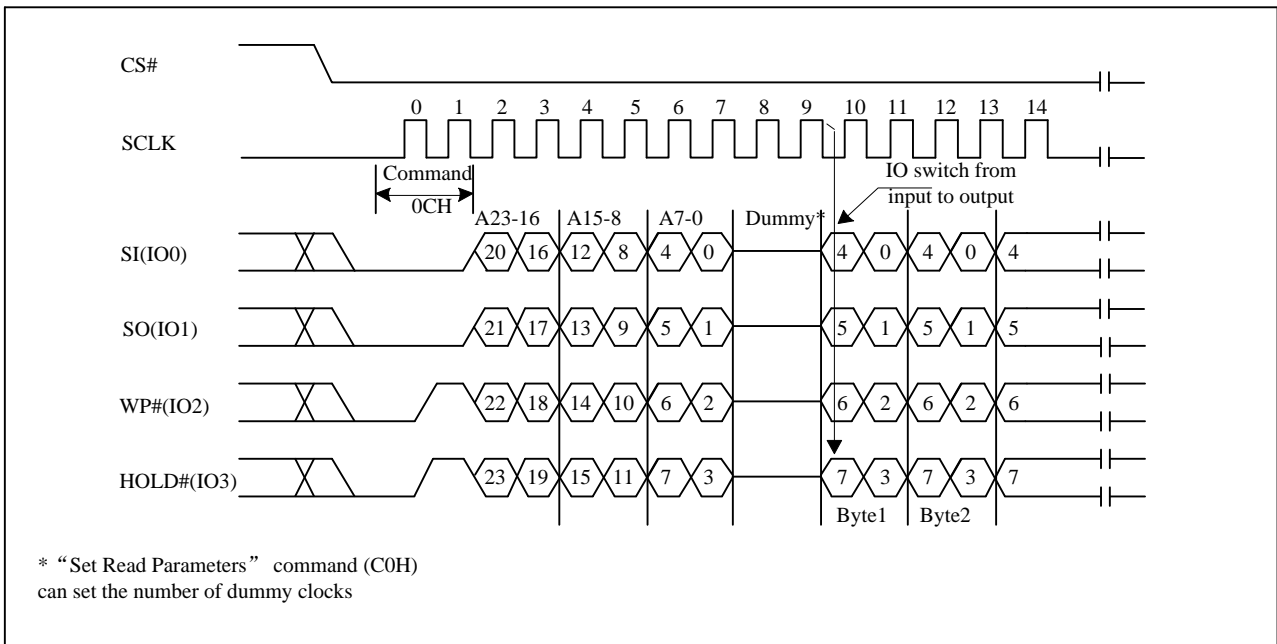 CS#
0 1 2 3 4 5 6 7 8 9 10 11 12 13 14
SCLK
Command
0CH
IO switch from
input to output
A23-16 A15-8 A7-0 Dummy*
SI(IO0) 20 16 12 8 4 0 4 0 4 0 4
SO(IO1) 21 17 13 9 5 1 5 1 5 1 5
WP#(IO2) 22 18 14 10 6 2 6 2 6 2 6
HOLD#(IO3) 23 19 15 11 7 3 7 3 7 3 7
Byte1 Byte2
* “Set Read Parameters” command (C0H)
can set the number of dummy clocks